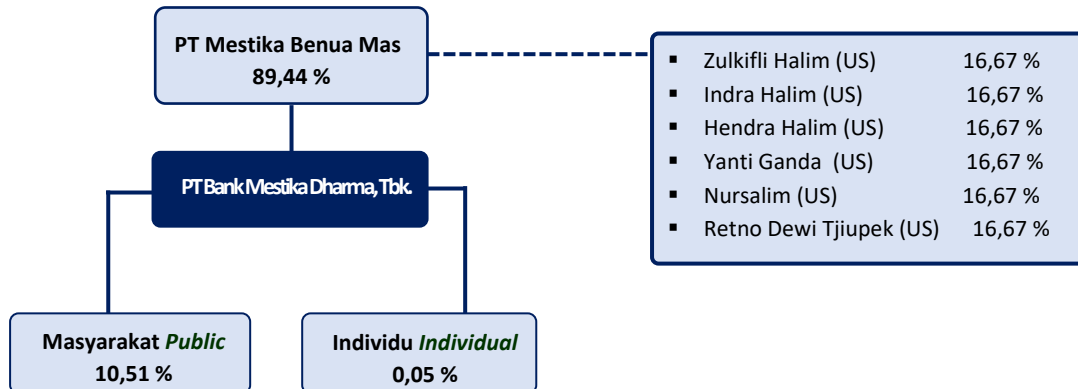 PT Mestika Benua Mas
89,44 %
▪ Zulkifli Halim (US) 16,67 %
▪ Indra Halim (US) 16,67 %
▪ Hendra Halim (US) 16,67 %
▪ Yanti Ganda (US) 16,67 %
▪ Nursalim (US) 16,67 %
▪ Retno Dewi Tjiupek (US) 16,67 %
PT Bank Mestika Dharma, Tbk.
Masyarakat Public
10,51 %
Individu Individual
0,05 %